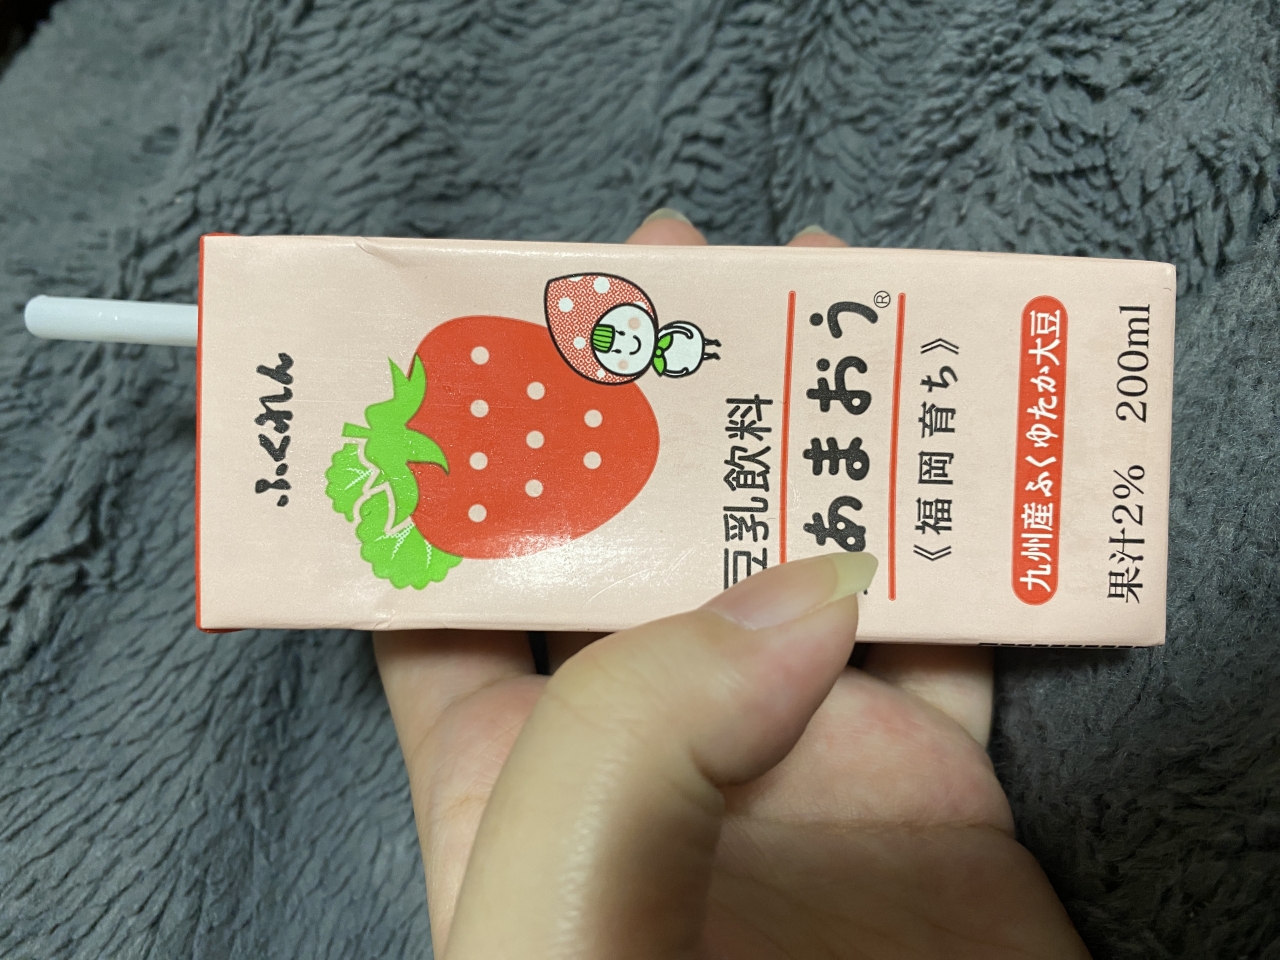 ふくれん
豆乳飲料
あまおう®
《福岡育ち》
九州産ふくゆたか大豆
果汁2% 200ml